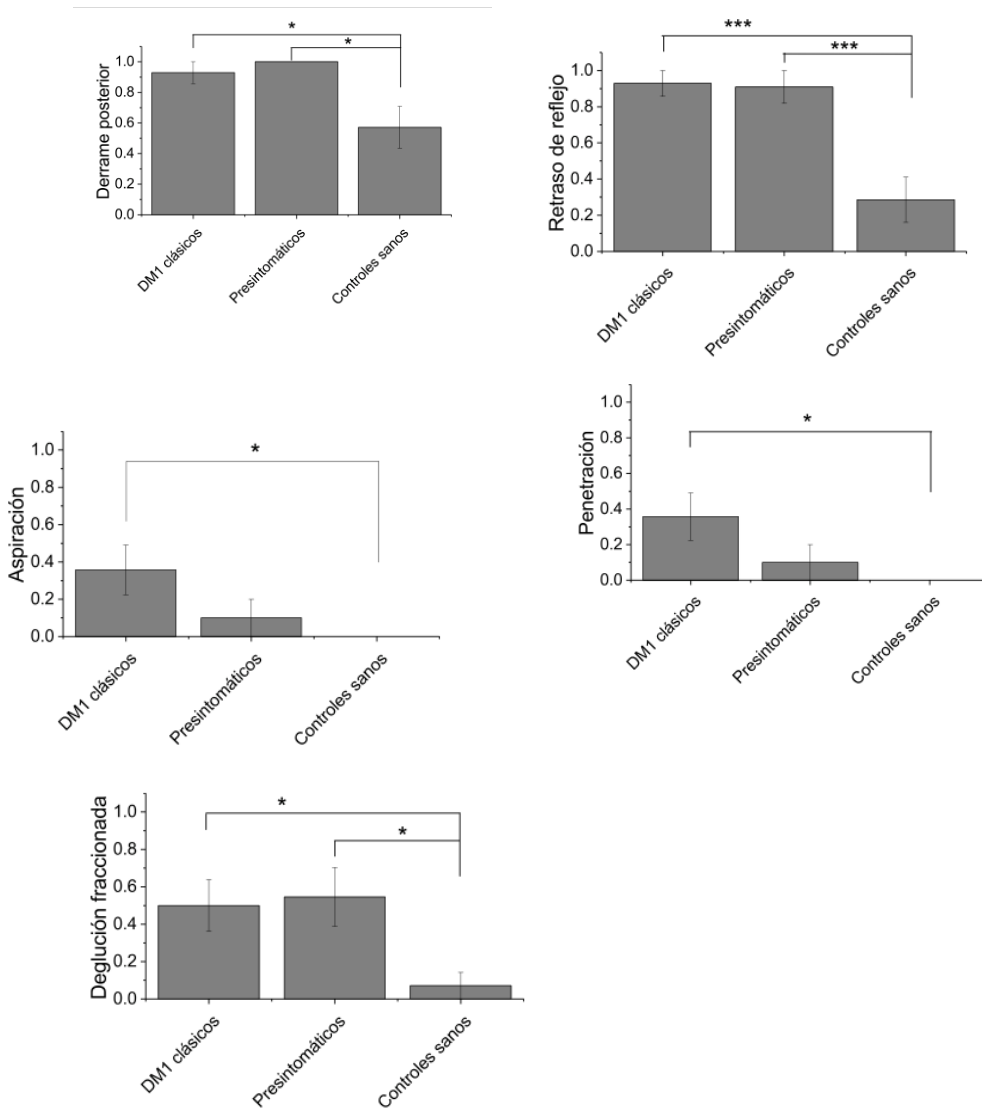 *
*
Derrame posterior
1.0
0.8
0.6
0.4
0.2
0.0
DM1 clásicos
Presintomáticos
Controles sanos
***
***
Retraso de reflejo
1.0
0.8
0.6
0.4
0.2
0.0
DM1 clásicos
Presintomáticos
Controles sanos
*
Aspiración
1.0
0.8
0.6
0.4
0.2
0.0
DM1 clásicos
Presintomáticos
Controles sanos
*
Penetración
1.0
0.8
0.6
0.4
0.2
0.0
DM1 clásicos
Presintomáticos
Controles sanos
*
*
Deglución fraccionada
1.0
0.8
0.6
0.4
0.2
0.0
DM1 clásicos
Presintomáticos
Controles sanos